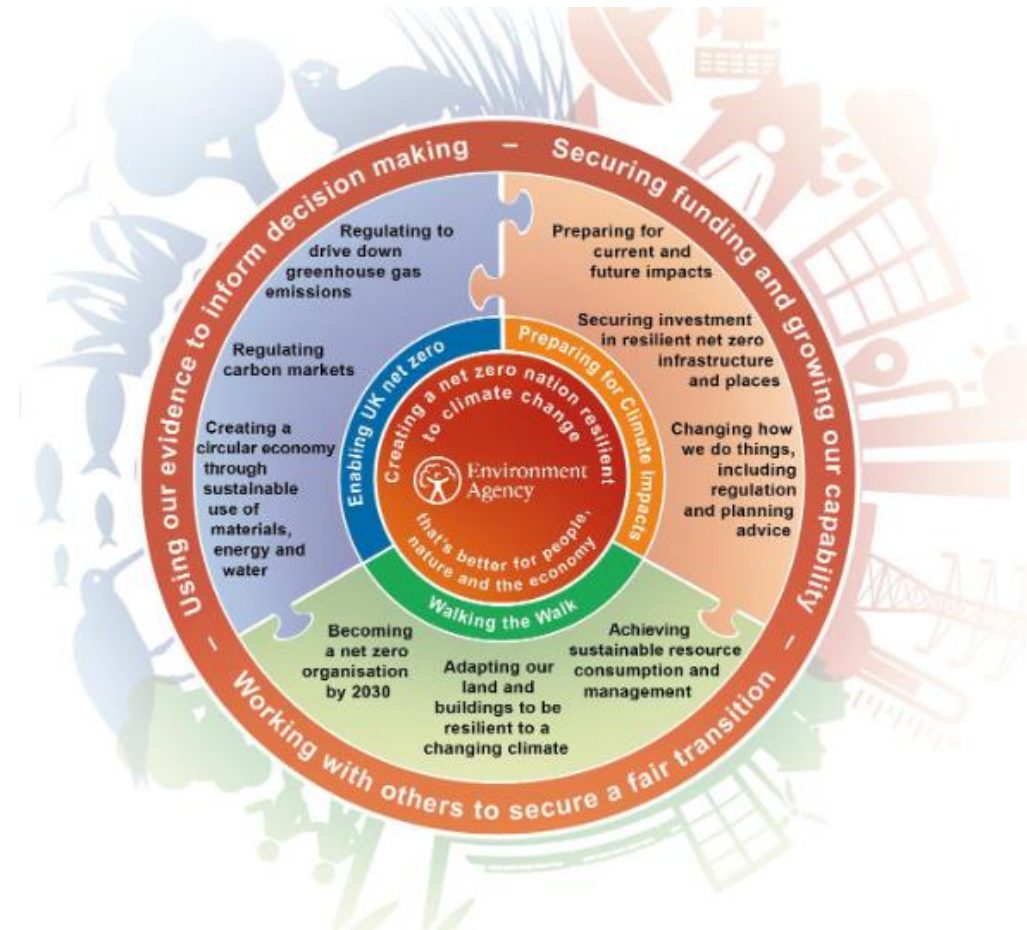 Using our evidence to inform decision making – Securing funding and growing our capability – Working with others to secure a fair transition –
Regulating to
drive down
greenhouse gas
emissions
Regulating
carbon markets
Creating a
circular economy
through
sustainable
use of
materials,
energy and
water
Preparing for
current and
future impacts
Securing investment
in resilient net zero
infrastructure
and places
Changing how
we do things,
including
regulation
and planning
advice
Enabling UK net zero
Preparing for Climate Impacts
Creating a net zero nation resilient
to climate change
Environment
Agency
that's better for people,
nature and the economy
Walking the Walk
Becoming
a net zero
organisation
by 2030
Adapting our
land and
buildings to be
resilient to a
changing climate
Achieving
sustainable resource
consumption and
management